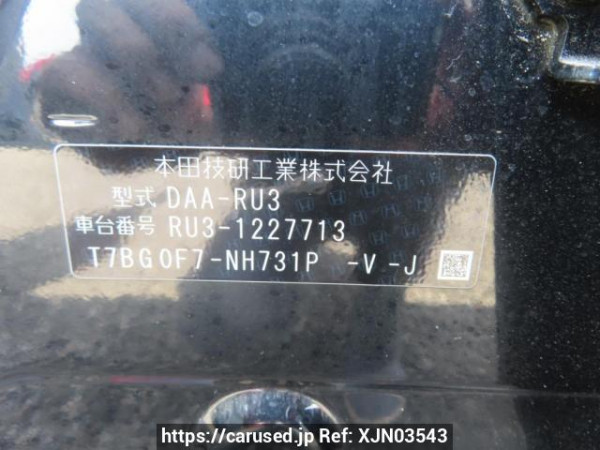 本田技研工業株式会社
型式 DAA-RU3
車台番号 RU3-1227713
T7BG0F7-NH731P -V -J
https://carused.jp Ref: XJN03543